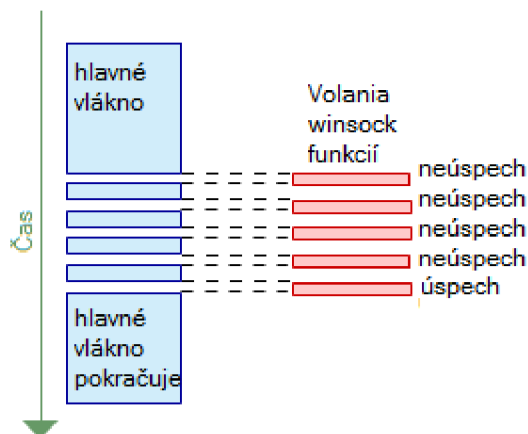 hlavné
vlákno
Volania
winsock
funkcií
neúspech
neúspech
neúspech
neúspech
úspech
Čas
hlavné
vlákno
pokračuje